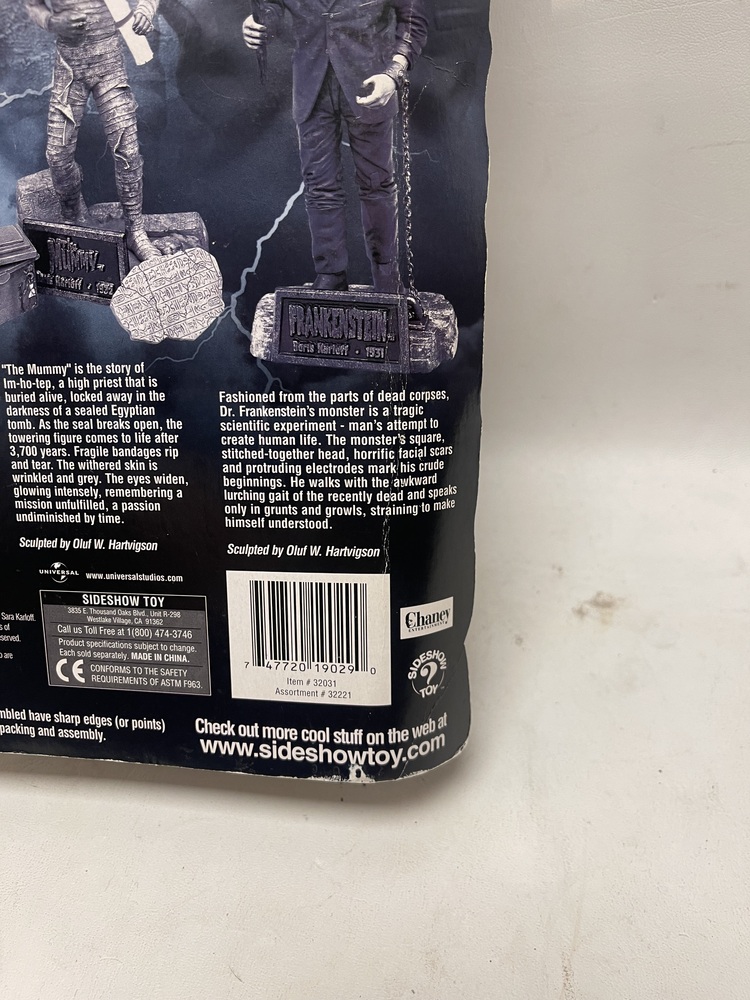 THE
MUMMY
Boris Karloff • 1932
FRANKENSTEIN
Boris Karloff • 1931
"The Mummy" is the story of
Im-ho-tep, a high priest that is
buried alive, locked away in the
darkness of a sealed Egyptian
tomb. As the seal breaks open, the
towering figure comes to life after
3,700 years. Fragile bandages rip
and tear. The withered skin is
wrinkled and grey. The eyes widen,
glowing intensely, remembering a
mission unfulfilled, a passion
undiminished by time.
Sculpted by Oluf W. Hartvigson
Fashioned from the parts of dead corpses,
Dr. Frankenstein's monster is a tragic
scientific experiment - man's attempt to
create human life. The monster's square,
stitched-together head, horrific facial scars
and protruding electrodes mark his crude
beginnings. He walks with the awkward
lurching gait of the recently dead and speaks
only in grunts and growls, straining to make
himself understood.
Sculpted by Oluf W. Hartvigson
UNIVERSAL
www.universalstudios.com
Sara Karloff.
s of
served.
o are
SIDESHOW TOY
3835 E. Thousand Oaks Blvd., Unit R-298
Westlake Village, CA 91362
Call us Toll Free at 1(800) 474-3746
Product specifications subject to change.
Each sold separately. MADE IN CHINA.
CE CONFORMS TO THE SAFETY
REQUIREMENTS OF ASTM F963.
7 47720 19029 0
Item # 32031
Assortment # 32221
Chaney
ENTERTAINMENT
SIDESHOW
?
TOY
mbled have sharp edges (or points)
packing and assembly.
Check out more cool stuff on the web at
www.sideshowtoy.com